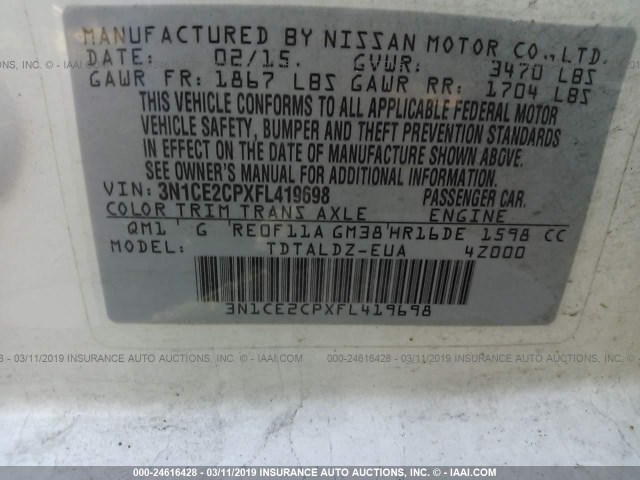 MANUFACTURED BY NISSAN MOTOR CO., LTD.
DATE: 02/15. GVWR: 3470 LBS
GAWR FR: 1867 LBS GAWR RR: 1704 LBS
THIS VEHICLE CONFORMS TO ALL APPLICABLE FEDERAL MOTOR
VEHICLE SAFETY, BUMPER AND THEFT PREVENTION STANDARDS
IN EFFECT ON THE DATE OF MANUFACTURE SHOWN ABOVE.
SEE OWNER'S MANUAL FOR ADDITIONAL INFORMATION.
VIN: 3N1CE2CPXFL419698 PASSENGER CAR.
COLOR TRIM TRANS AXLE ENGINE
QM1 G RE0F11A GM38 HR16DE 1598 CC
MODEL: TDTALDZ-EUA 4Z000
3N1CE2CPXFL419698
000-24616428 - 03/11/2019 INSURANCE AUTO AUCTIONS, INC. - © IAAI.COM